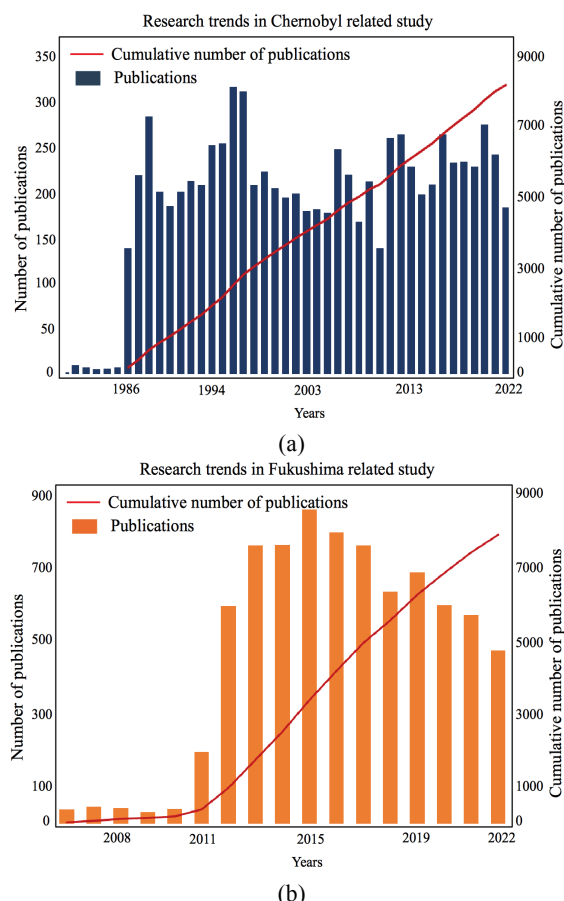 Research trends in Chernobyl related study
Cumulative number of publications
Publications
Number of publications
350
300
250
200
150
100
50
0
9000
7000
5000
3000
1000
0
Cumulative number of publications
1986 1994 2003 2013 2022
Years
(a)
Research trends in Fukushima related study
Cumulative number of publications
Publications
Number of publications
900
700
500
300
100
0
9000
7000
5000
3000
1000
0
Cumulative number of publications
2008 2011 2015 2019 2022
Years
(b)